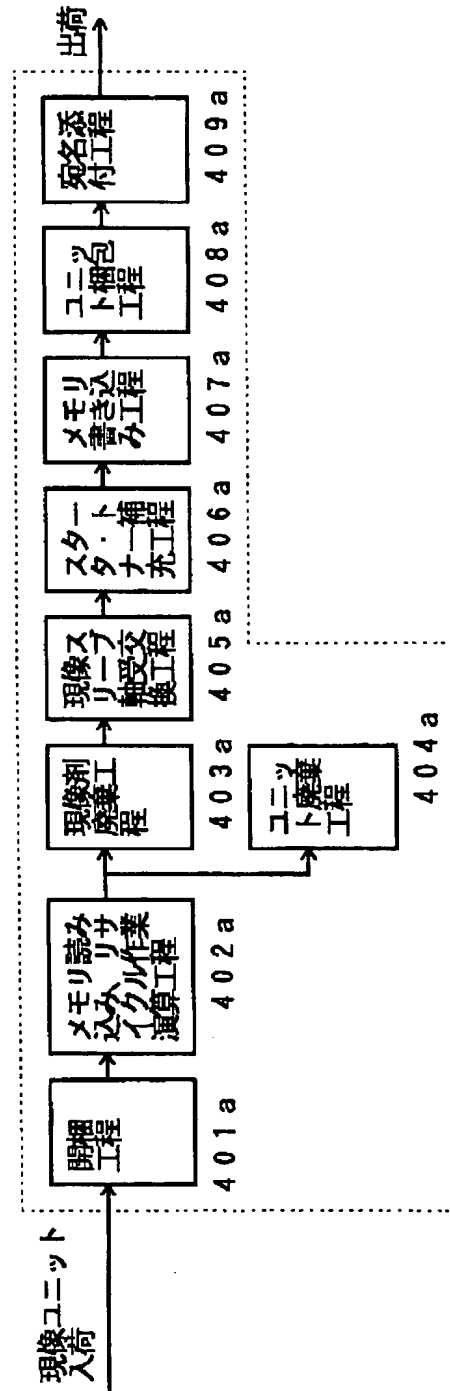 現像ユニット
入荷
開梱
工程
401a
メモリ読み
込み、リサ
イクル作業
演算工程
402a
現像剤
廃棄工
程
403a
ユニッ
ト廃棄
工程
404a
現像ス
リーブ
軸受交
換工程
405a
スター
タ・ト
ナー補
充工程
406a
メモリ
書き込
み工程
407a
ユニッ
ト梱包
工程
408a
宛名添
付工程
409a
出荷